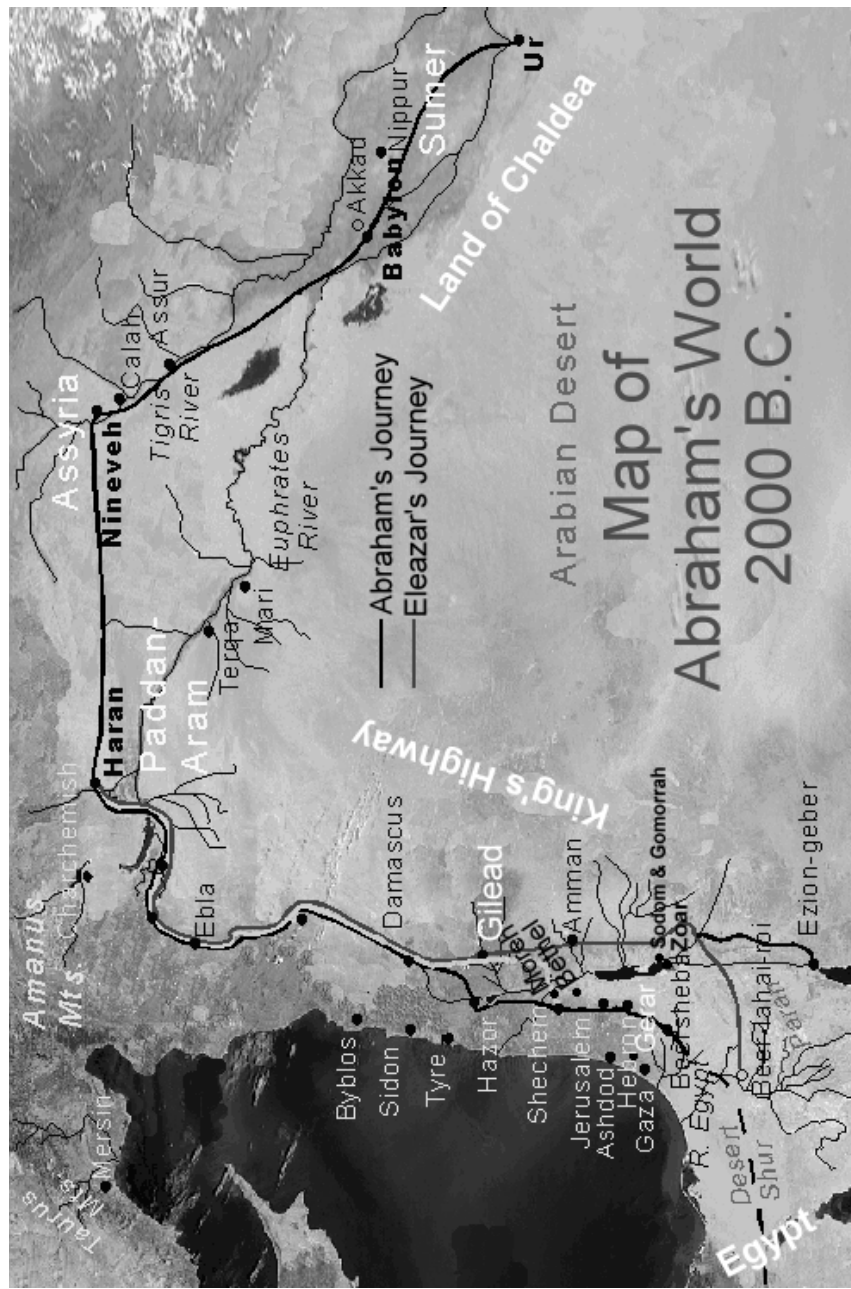 Taurus
Mts
Mersin
Amanus
Mts
Charchemish
Haran
Paddan-
Aram
Ebla
Assyria
Nineveh
Calah
Assur
Tigris
River
Terqa
Mari
Euphrates
River
Akkad
Babylon
Nippur
Sumer
Ur
Land of Chaldea
Byblos
Sidon
Tyre
Damascus
King's Highway
Abraham's Journey
Eleazar's Journey
Hazor
Gilead
Shechem
Moreh
Bethel
Amman
Jerusalem
Ashdod
Hebron
Gaza
Gerar
Sodom & Gomorrah
Zoar
Beersheba
R. Egypt
Beer-lahai-roi
Paran
Ezion-geber
Desert
Shur
Egypt
Arabian Desert
Map of
Abraham's World
2000 B.C.